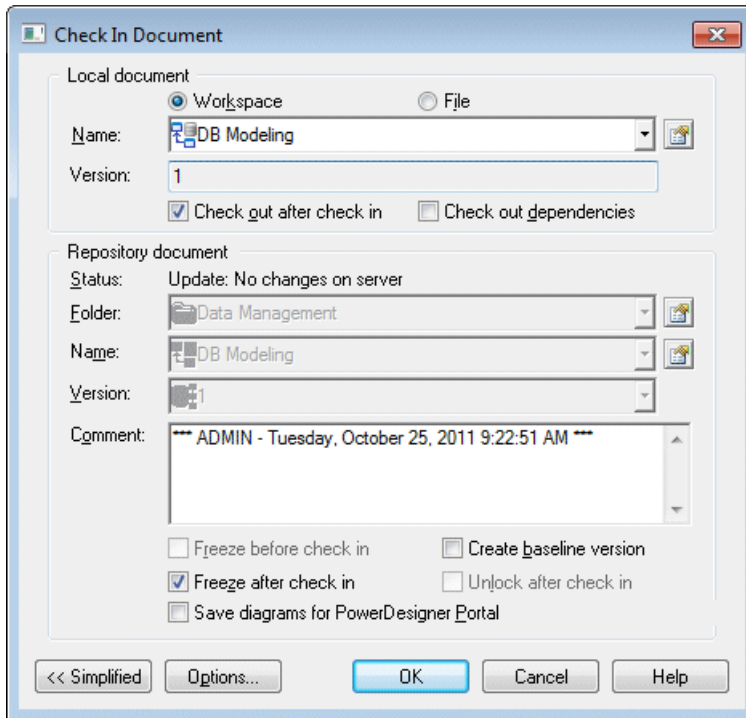 Check In Document
Local document
Workspace File
Name: DB Modeling
Version: 1
Check out after check in Check out dependencies
Repository document
Status: Update: No changes on server
Folder: Data Management
Name: DB Modeling
Version: 1
Comment: *** ADMIN - Tuesday, October 25, 2011 9:22:51 AM ***
Freeze before check in Create baseline version
Freeze after check in Unlock after check in
Save diagrams for PowerDesigner Portal
<< Simplified Options... OK Cancel Help